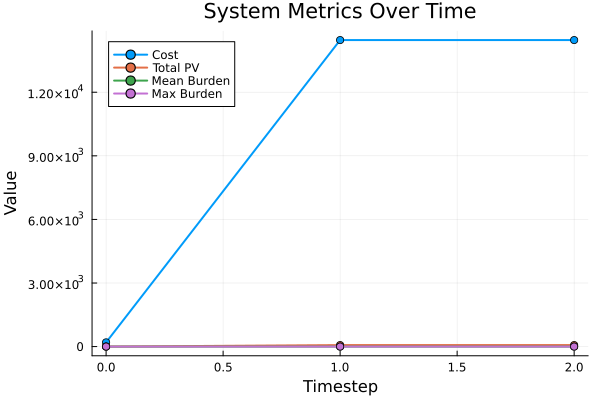 System Metrics Over Time
Cost
Total PV
Mean Burden
Max Burden
1.20×10⁴
9.00×10³
6.00×10³
3.00×10³
0
Value
0.0 0.5 1.0 1.5 2.0
Timestep